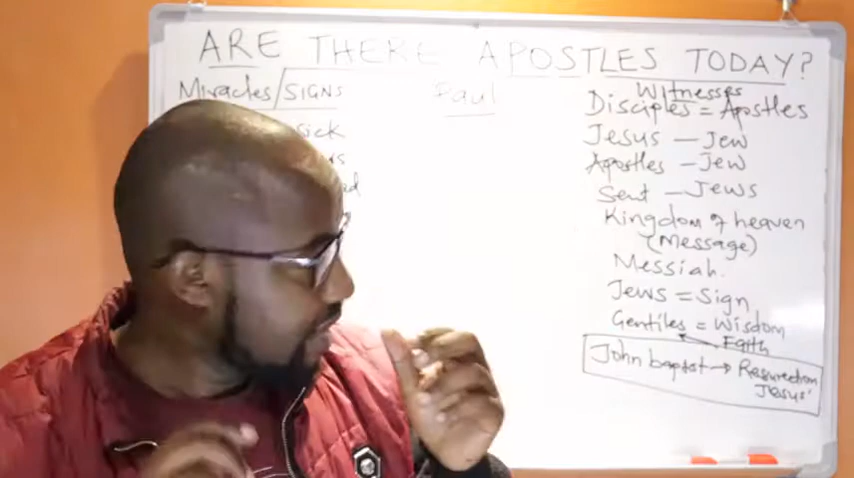 ARE THERE APOSTLES TODAY?
Miracles/SIGNS
sick
Paul
Witnesses
Disciples = Apstles
Jesus — Jew
Apostles — Jew
Sent — Jews
Kingdom of heaven
(Message)
Messiah.
Jews = Sign
Gentiles = Wisdom
Faith
John baptist → Resurrection
Jesus'